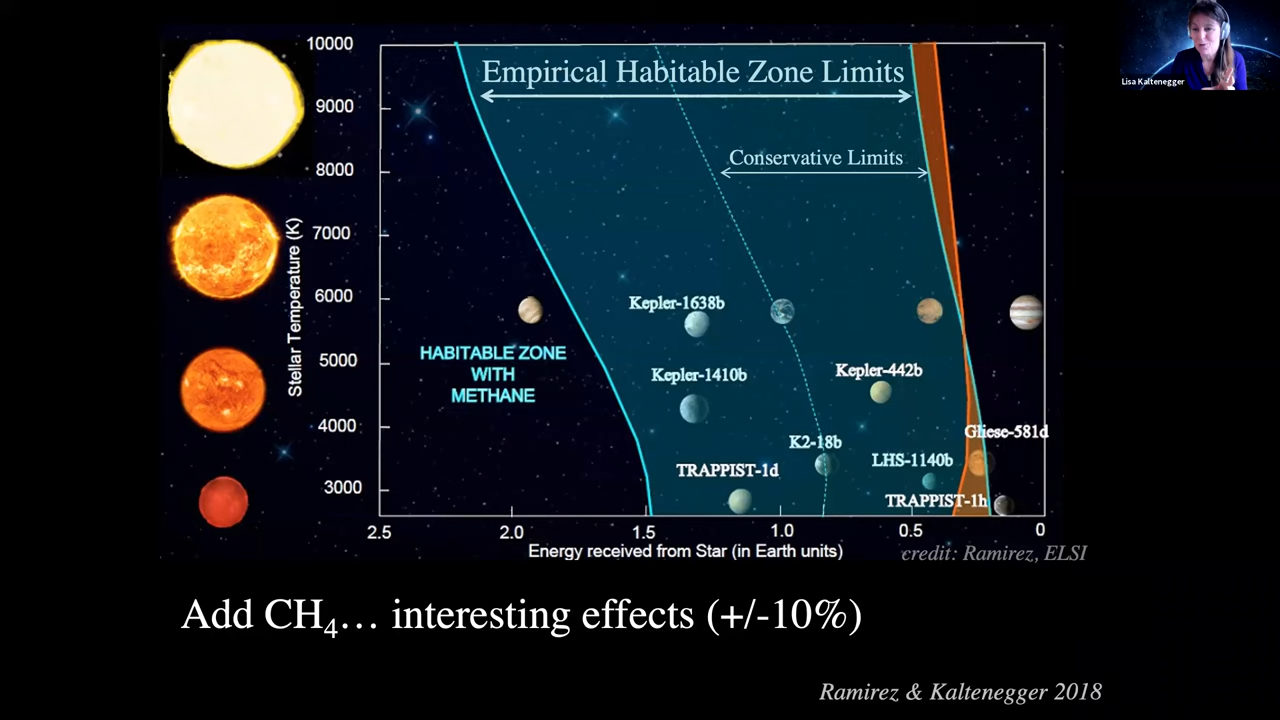 Lisa Kaltenegger
Empirical Habitable Zone Limits
Conservative Limits
Stellar Temperature (K)
10000
9000
8000
7000
6000
5000
4000
3000
Kepler-1638b
HABITABLE ZONE
WITH
METHANE
Kepler-1410b
Kepler-442b
Gliese-581d
K2-18b
LHS-1140b
TRAPPIST-1d
TRAPPIST-1h
2.5 2.0 1.5 1.0 0.5 0
Energy received from Star (in Earth units)
credit: Ramirez, ELSI
Add CH₄… interesting effects (+/-10%)
Ramirez & Kaltenegger 2018